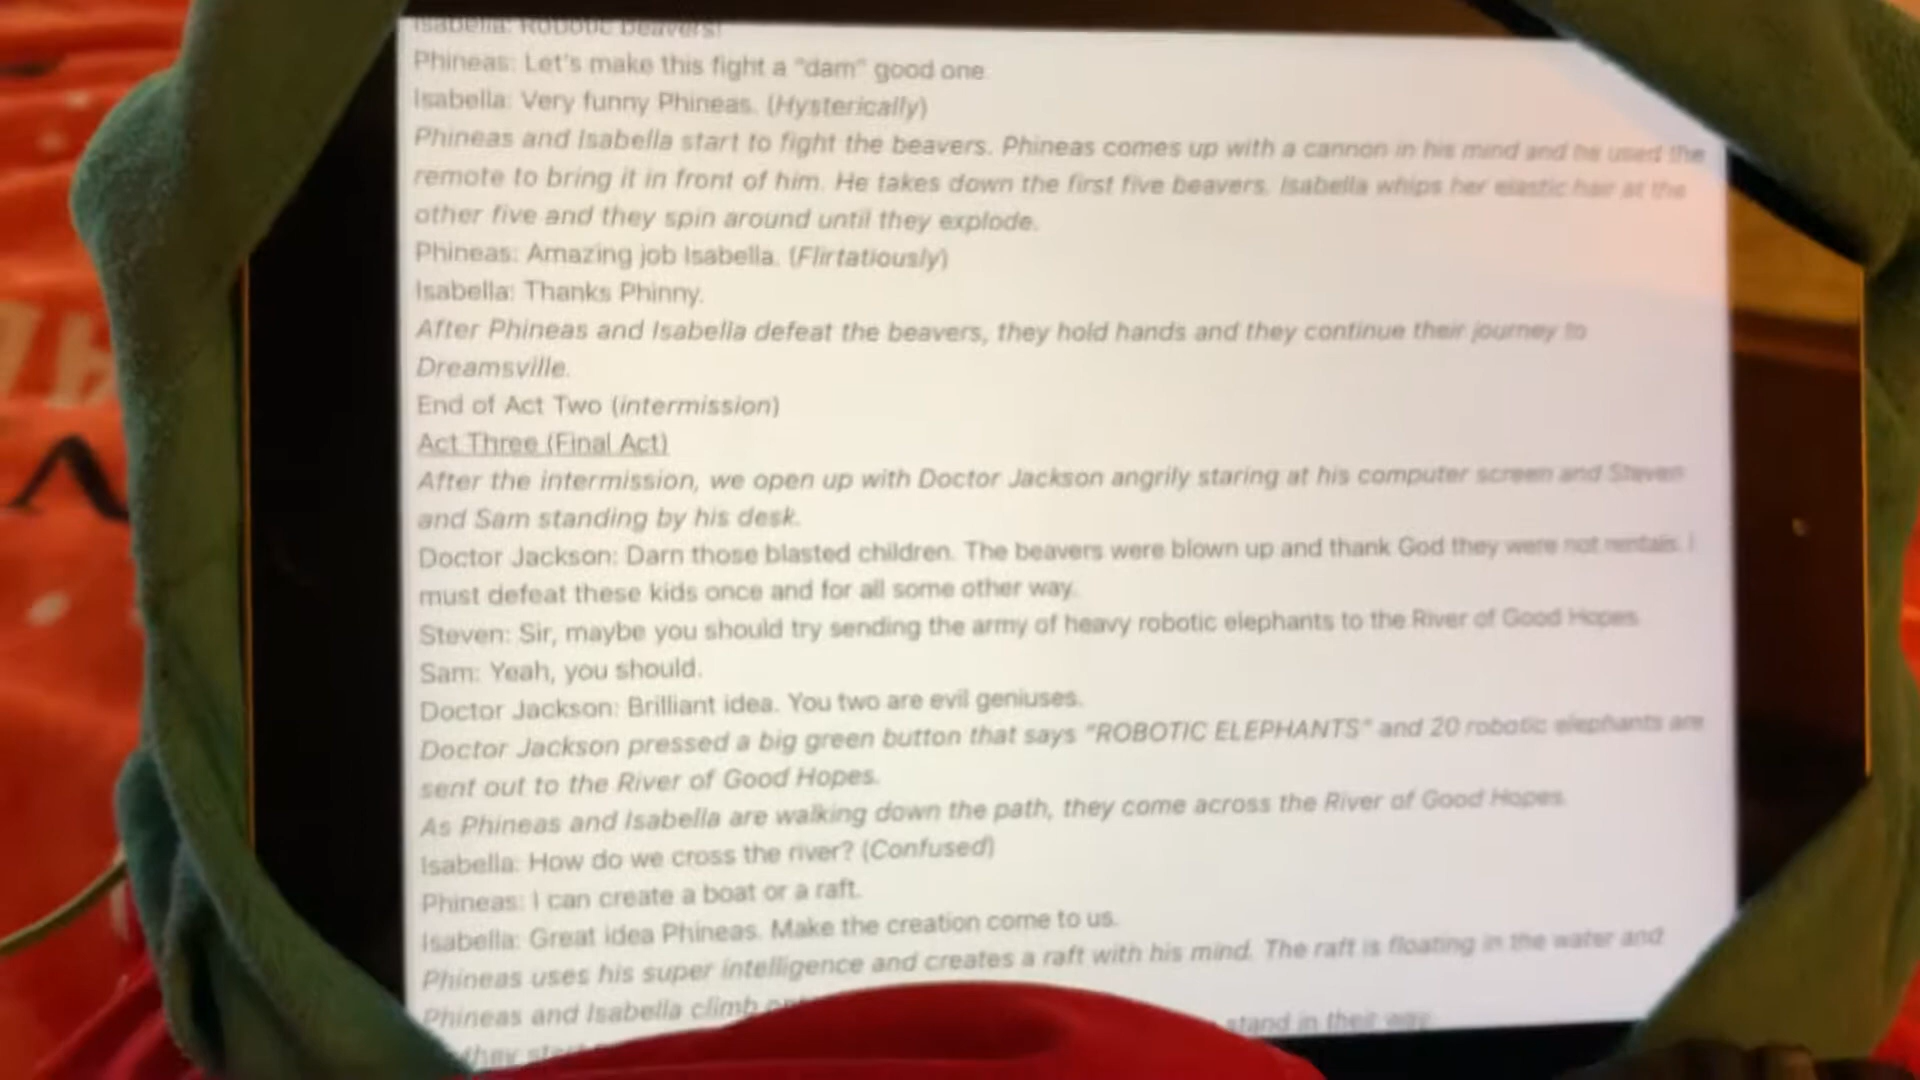 Isabella: Robotic beavers!
Phineas: Let's make this fight a "dam" good one
Isabella: Very funny Phineas. (Hysterically)
Phineas and Isabella start to fight the beavers. Phineas comes up with a cannon in his mind and he used the
remote to bring it in front of him. He takes down the first five beavers. Isabella whips her elastic hair at the
other five and they spin around until they explode.
Phineas: Amazing job Isabella. (Flirtatiously)
Isabella: Thanks Phinny.
After Phineas and Isabella defeat the beavers, they hold hands and they continue their journey to
Dreamsville.
End of Act Two (intermission)
Act Three (Final Act)
After the intermission, we open up with Doctor Jackson angrily staring at his computer screen and Steven
and Sam standing by his desk.
Doctor Jackson: Darn those blasted children. The beavers were blown up and thank God they were not rentals. I
must defeat these kids once and for all some other way.
Steven: Sir, maybe you should try sending the army of heavy robotic elephants to the River of Good Hopes.
Sam: Yeah, you should.
Doctor Jackson: Brilliant idea. You two are evil geniuses.
Doctor Jackson pressed a big green button that says "ROBOTIC ELEPHANTS" and 20 robotic elephants are
sent out to the River of Good Hopes.
As Phineas and Isabella are walking down the path, they come across the River of Good Hopes.
Isabella: How do we cross the river? (Confused)
Phineas: I can create a boat or a raft.
Isabella: Great idea Phineas. Make the creation come to us.
Phineas uses his super intelligence and creates a raft with his mind. The raft is floating in the water and
Phineas and Isabella climb stand in their way
they